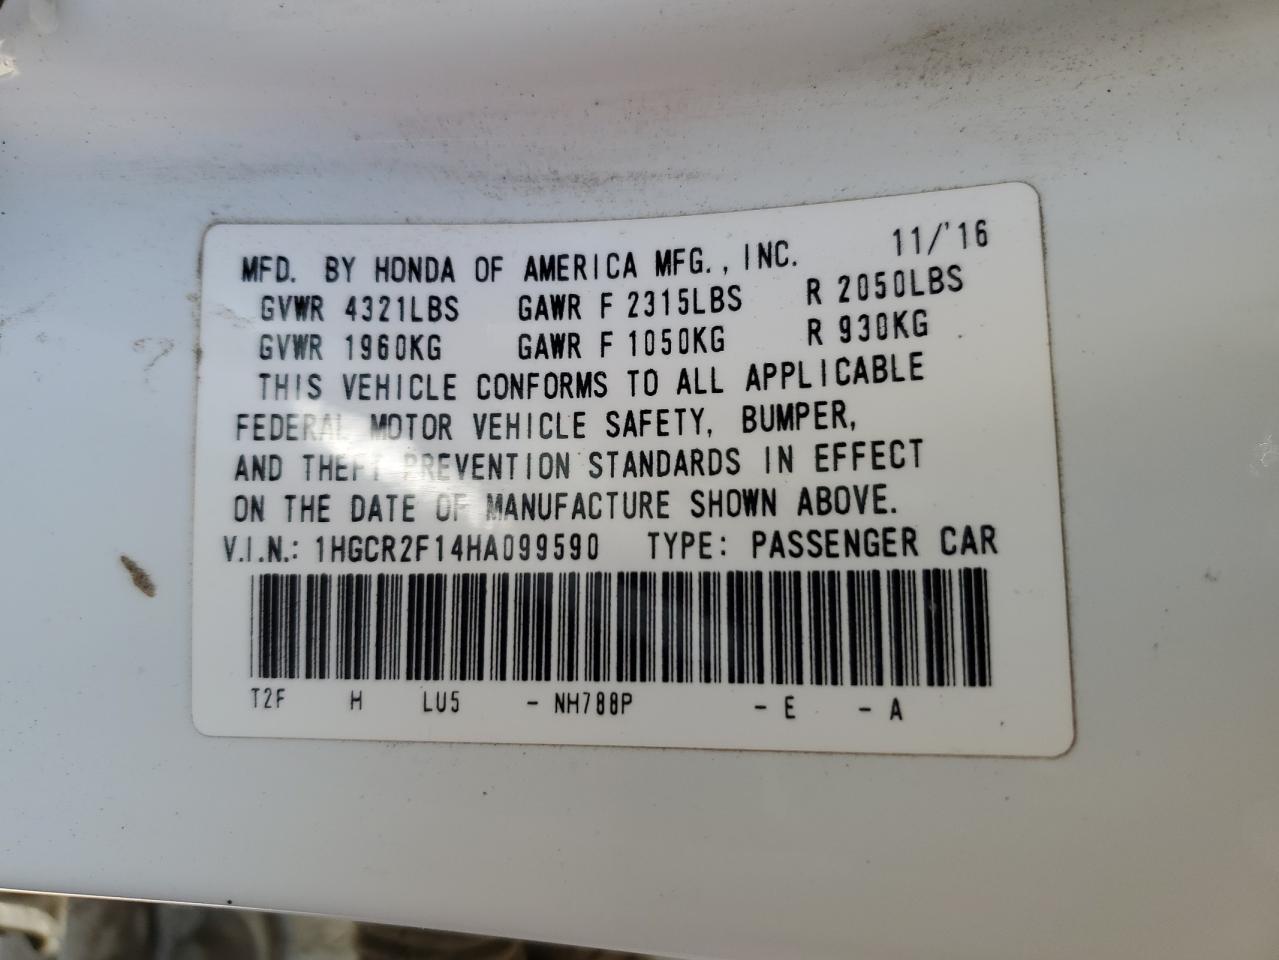 MFD. BY HONDA OF AMERICA MFG., INC. 11/'16
GVWR 4321LBS GAWR F 2315LBS R 2050LBS
GVWR 1960KG GAWR F 1050KG R 930KG
THIS VEHICLE CONFORMS TO ALL APPLICABLE
FEDERAL MOTOR VEHICLE SAFETY, BUMPER,
AND THEFT PREVENTION STANDARDS IN EFFECT
ON THE DATE OF MANUFACTURE SHOWN ABOVE.
V.I.N.: 1HGCR2F14HA099590 TYPE: PASSENGER CAR
T2F H LU5 - NH788P - E - A